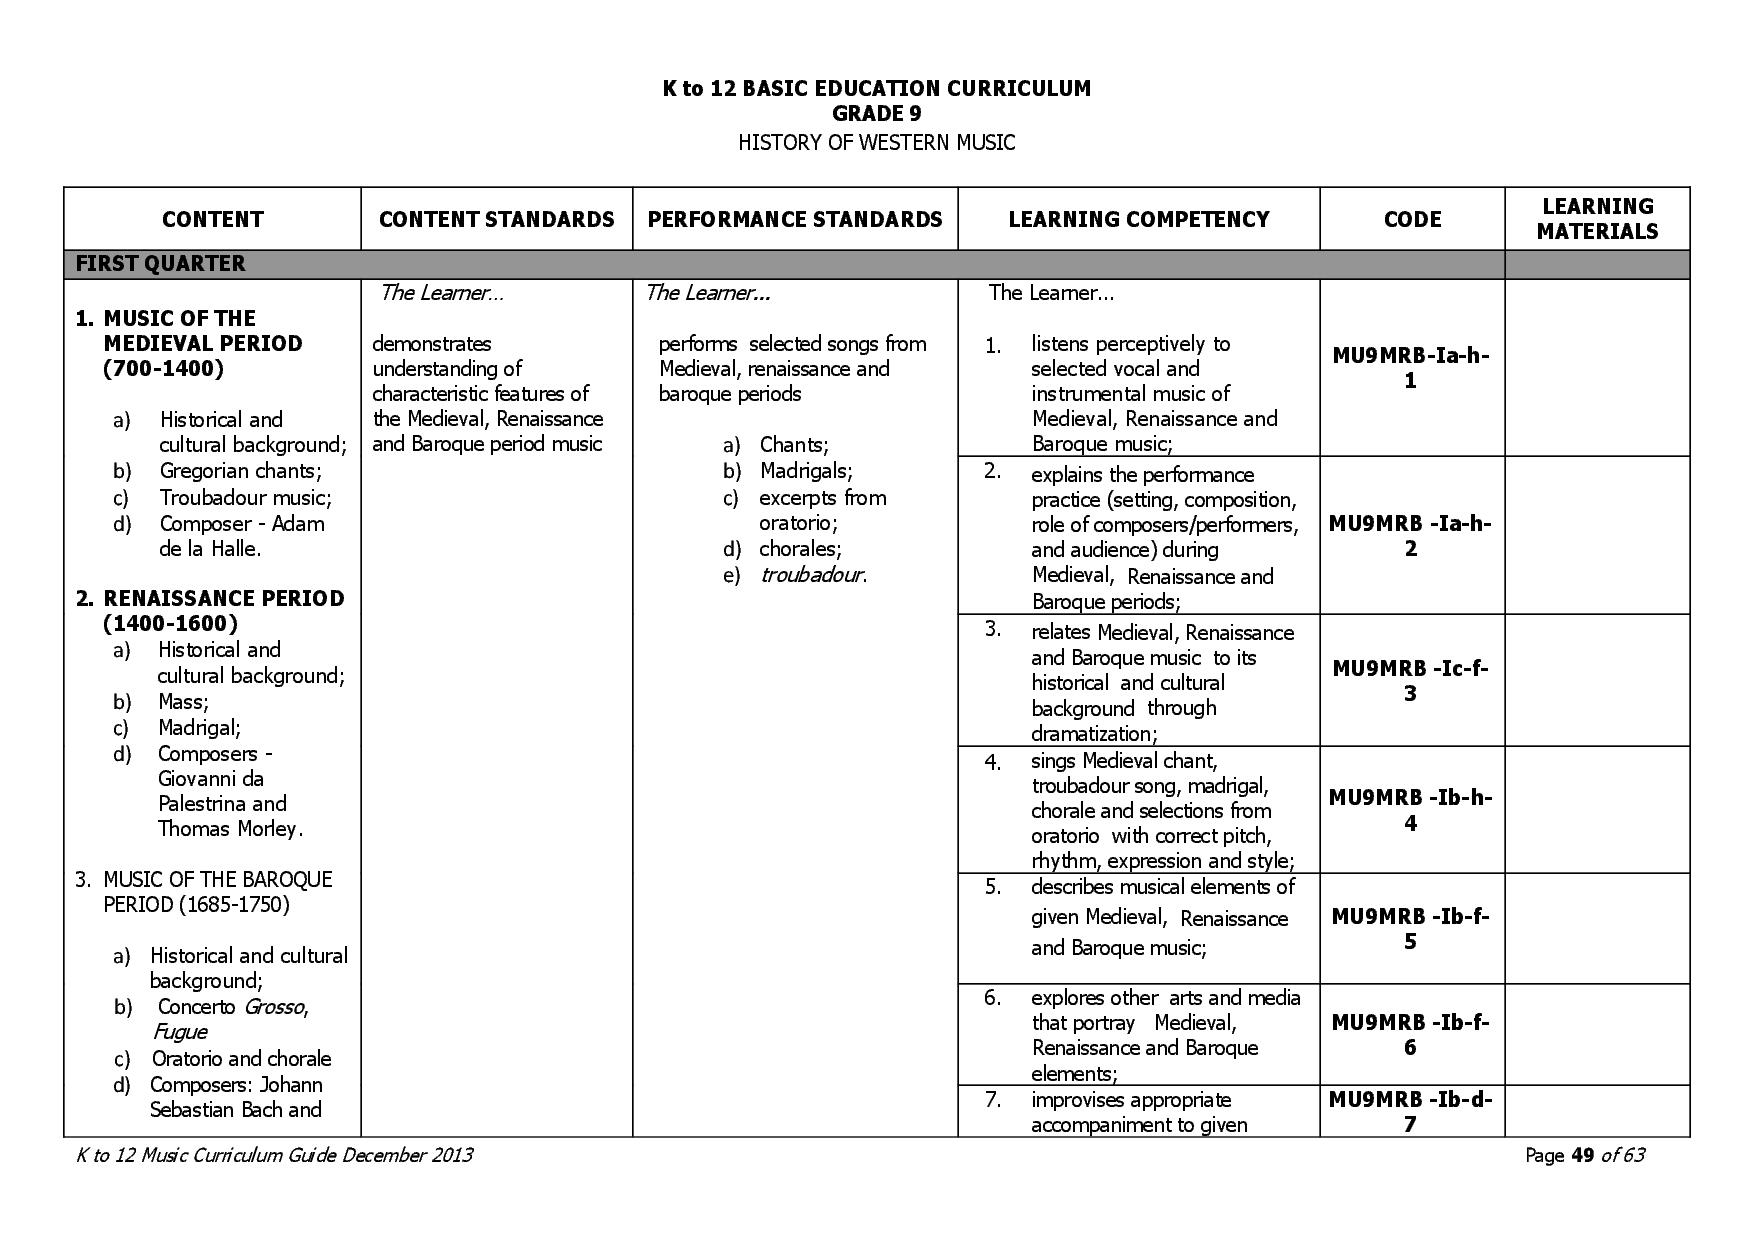 K to 12 BASIC EDUCATION CURRICULUM
GRADE 9
HISTORY OF WESTERN MUSIC
CONTENT
CONTENT STANDARDS
PERFORMANCE STANDARDS
LEARNING COMPETENCY
CODE
LEARNING
MATERIALS
FIRST QUARTER
1. MUSIC OF THE
MEDIEVAL PERIOD
(700-1400)
a) Historical and
cultural background;
b) Gregorian chants;
c) Troubadour music;
d) Composer - Adam
de la Halle.
2. RENAISSANCE PERIOD
(1400-1600)
a) Historical and
cultural background;
b) Mass;
c) Madrigal;
d) Composers -
Giovanni da
Palestrina and
Thomas Morley.
3. MUSIC OF THE BAROQUE
PERIOD (1685-1750)
a) Historical and cultural
background;
b) Concerto Grosso,
Fugue
c) Oratorio and chorale
d) Composers: Johann
Sebastian Bach and
The Learner…
demonstrates
understanding of
characteristic features of
the Medieval, Renaissance
and Baroque period music
The Learner...
performs selected songs from
Medieval, renaissance and
baroque periods
a) Chants;
b) Madrigals;
c) excerpts from
oratorio;
d) chorales;
e) troubadour.
The Learner…
1. listens perceptively to
selected vocal and
instrumental music of
Medieval, Renaissance and
Baroque music;
MU9MRB-Ia-h-
1
2. explains the performance
practice (setting, composition,
role of composers/performers,
and audience) during
Medieval, Renaissance and
Baroque periods;
MU9MRB -Ia-h-
2
3. relates Medieval, Renaissance
and Baroque music to its
historical and cultural
background through
dramatization;
MU9MRB -Ic-f-
3
4. sings Medieval chant,
troubadour song, madrigal,
chorale and selections from
oratorio with correct pitch,
rhythm, expression and style;
MU9MRB -Ib-h-
4
5. describes musical elements of
given Medieval, Renaissance
and Baroque music;
MU9MRB -Ib-f-
5
6. explores other arts and media
that portray Medieval,
Renaissance and Baroque
elements;
MU9MRB -Ib-f-
6
7. improvises appropriate
accompaniment to given
MU9MRB -Ib-d-
7
K to 12 Music Curriculum Guide December 2013
Page 49 of 63